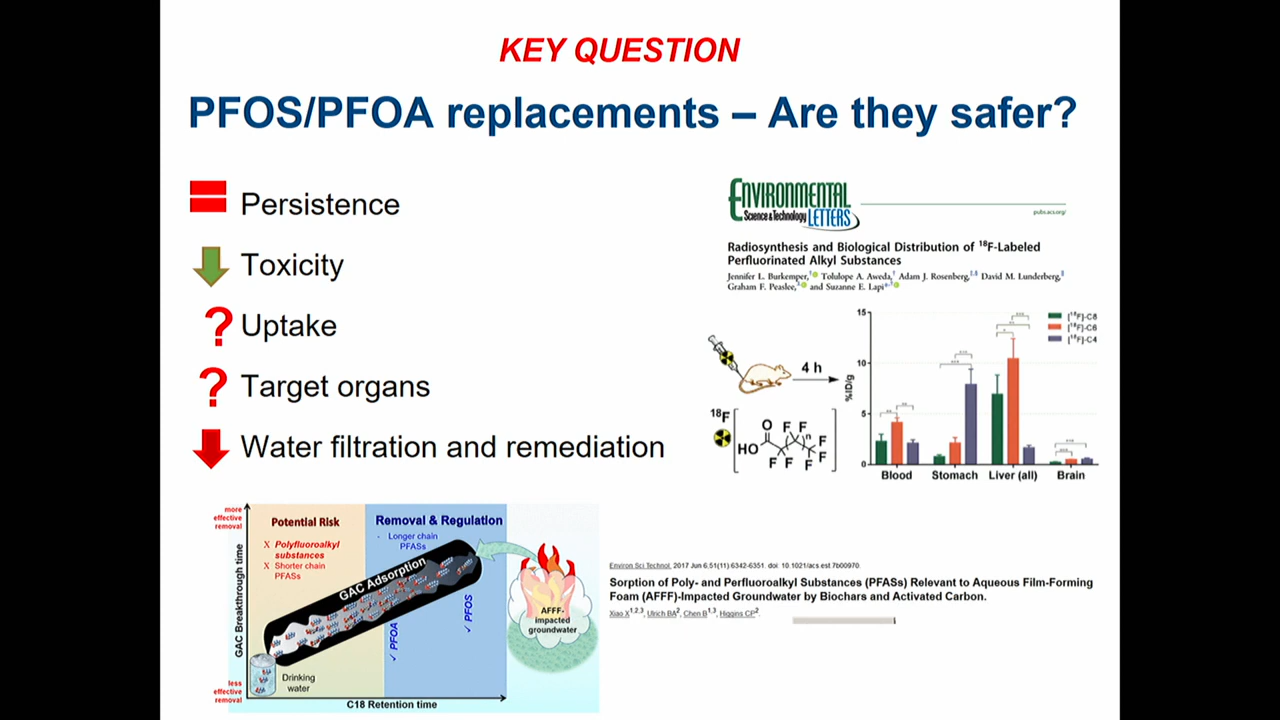 KEY QUESTION
PFOS/PFOA replacements – Are they safer?
Persistence
Toxicity
? Uptake
? Target organs
Water filtration and remediation
ENVIRONMENTAL
Science & Technology LETTERS
pubs.acs.org/
Radiosynthesis and Biological Distribution of 18F-Labeled
Perfluorinated Alkyl Substances
Jennifer L. Burkemper, Tolulope A. Aweda, Adam J. Rosenberg, David M. Lunderberg,
Graham F. Peaslee, and Suzanne E. Lapi
4 h
18F
HO
O
F F
n
F
F
F F F
%ID/g
15
10
5
0
[18F]-C8
[18F]-C6
[18F]-C4
Blood Stomach Liver (all) Brain
more
effective
removal
GAC Breakthrough time
less
effective
removal
Potential Risk
X Polyfluoroalkyl
substances
X Shorter chain
PFASs
Removal & Regulation
- Longer chain
PFASs
GAC Adsorption
✓ PFOA
✓ PFOS
AFFF-
impacted
groundwater
Drinking
water
C18 Retention time
Environ Sci Technol. 2017 Jun 6;51(11):6342-6351. doi: 10.1021/acs est 7b00970.
Sorption of Poly- and Perfluoroalkyl Substances (PFASs) Relevant to Aqueous Film-Forming
Foam (AFFF)-Impacted Groundwater by Biochars and Activated Carbon.
Xiao X1,2,3, Ulrich BA2, Chen B1,3, Higgins CP2.